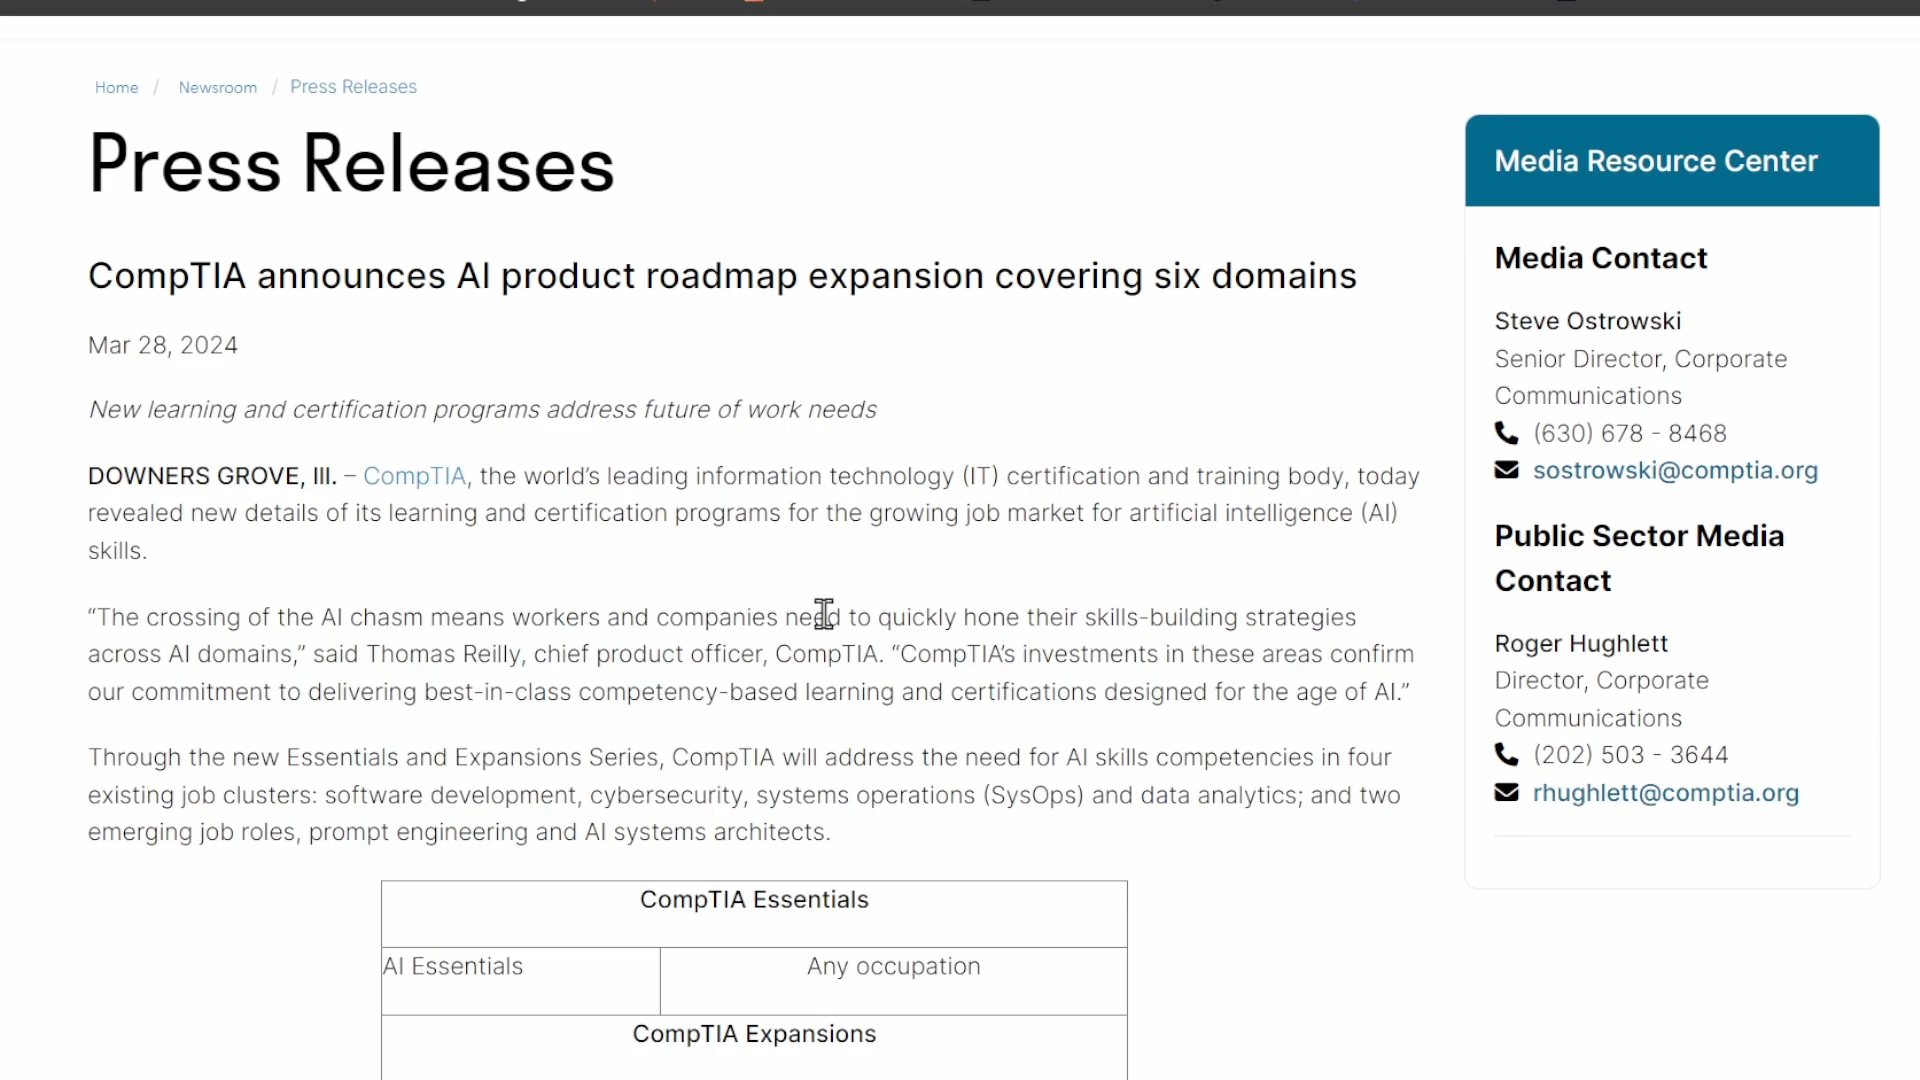 Home / Newsroom / Press Releases
Press Releases
CompTIA announces AI product roadmap expansion covering six domains
Mar 28, 2024
New learning and certification programs address future of work needs
DOWNERS GROVE, Ill. – CompTIA, the world’s leading information technology (IT) certification and training body, today
revealed new details of its learning and certification programs for the growing job market for artificial intelligence (AI)
skills.
“The crossing of the AI chasm means workers and companies need to quickly hone their skills-building strategies
across AI domains,” said Thomas Reilly, chief product officer, CompTIA. “CompTIA’s investments in these areas confirm
our commitment to delivering best-in-class competency-based learning and certifications designed for the age of AI.”
Through the new Essentials and Expansions Series, CompTIA will address the need for AI skills competencies in four
existing job clusters: software development, cybersecurity, systems operations (SysOps) and data analytics; and two
emerging job roles, prompt engineering and AI systems architects.
CompTIA Essentials
AI Essentials Any occupation
CompTIA Expansions
Media Resource Center
Media Contact
Steve Ostrowski
Senior Director, Corporate
Communications
(630) 678 - 8468
sostrowski@comptia.org
Public Sector Media
Contact
Roger Hughlett
Director, Corporate
Communications
(202) 503 - 3644
rhughlett@comptia.org